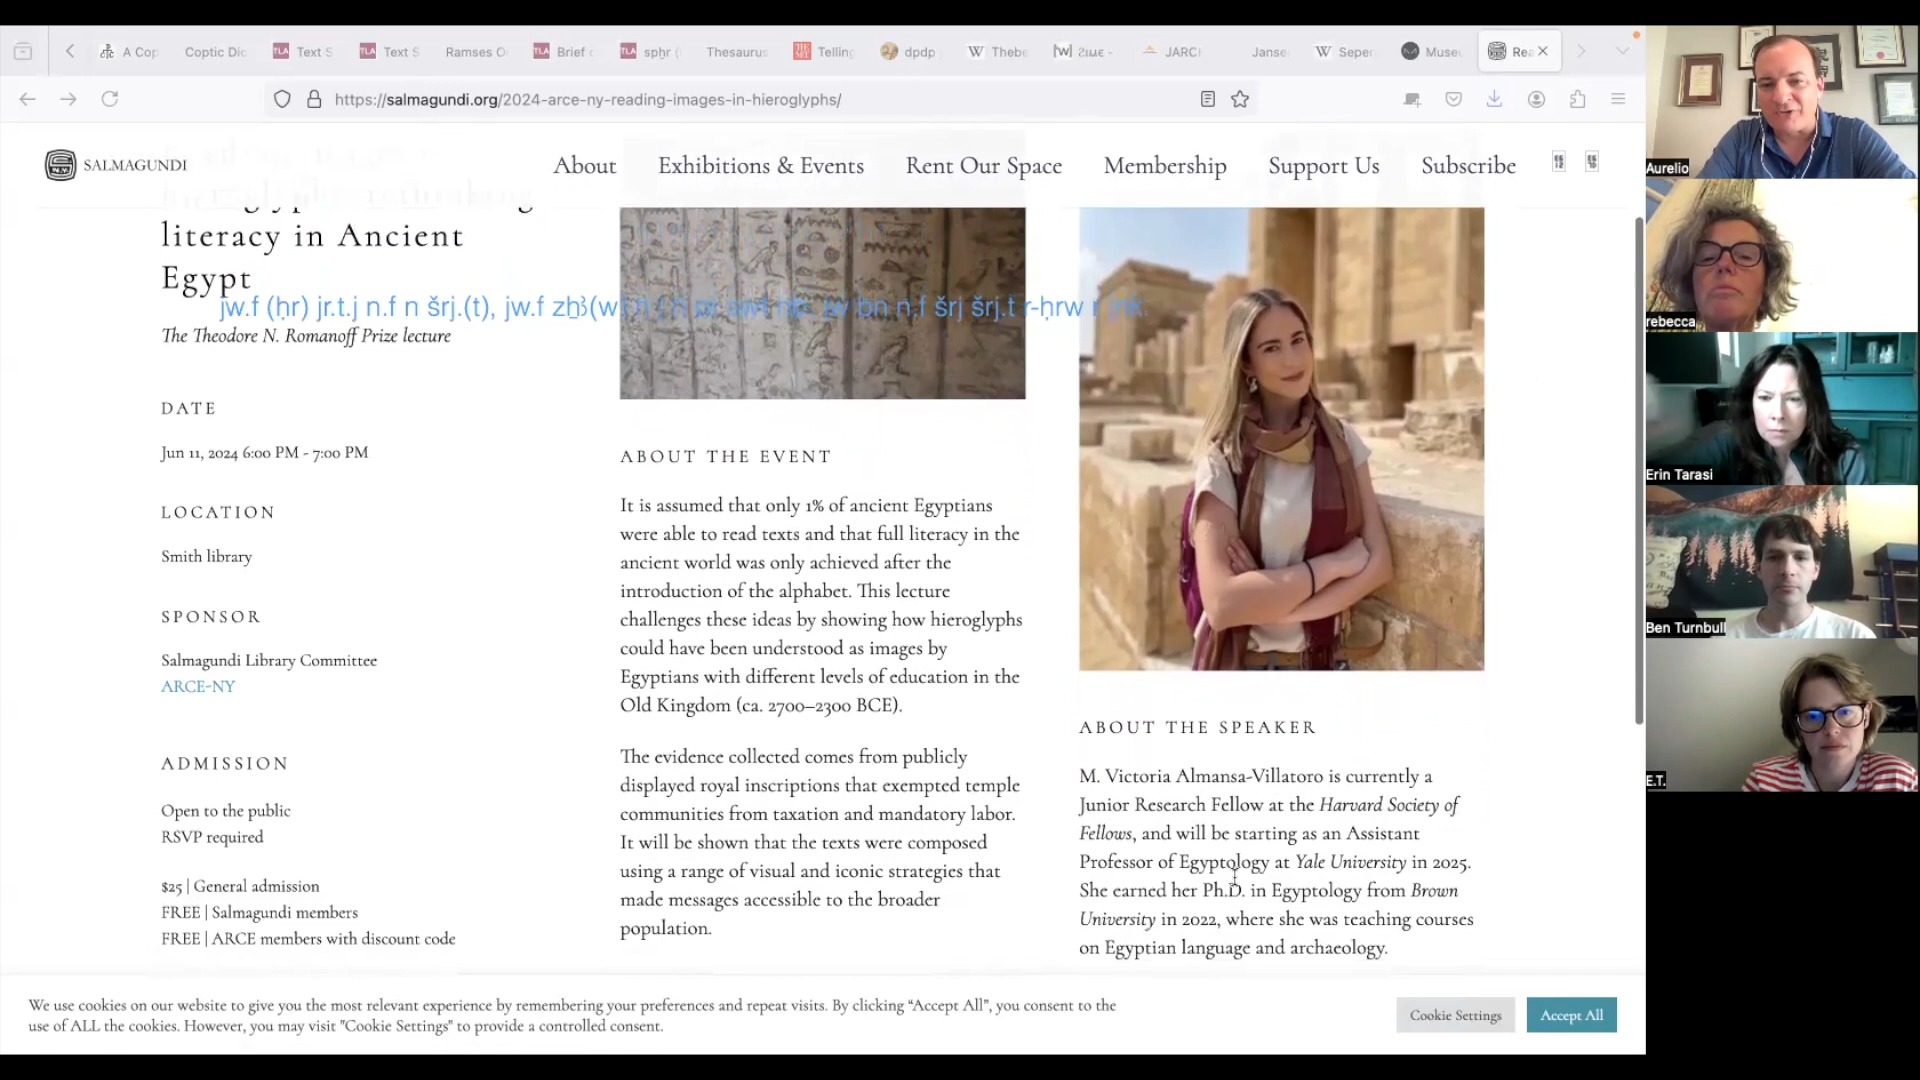 A Cop
Coptic Dic
TLA Text S
TLA Text S
Ramses O
TLA Brief
TLA spḥr (
Thesaurus
Telling
dpdp
W Thebe
[w] ϩⲓⲙⲉ -
JARCI
Janse
W Seper
Muse
Rea
https://salmagundi.org/2024-arce-ny-reading-images-in-hieroglyphs/
SALMAGUNDI
About
Exhibitions & Events
Rent Our Space
Membership
Support Us
Subscribe
literacy in Ancient
Egypt
jw.f (ḥr) jr.t.j n.f n šrj.(t), jw.f
bn n.f šrj šrj.t r-ḥrw r
The Theodore N. Romanoff Prize lecture
DATE
Jun 11, 2024 6:00 PM - 7:00 PM
LOCATION
Smith library
SPONSOR
Salmagundi Library Committee
ARCE-NY
ADMISSION
Open to the public
RSVP required
$25 | General admission
FREE | Salmagundi members
FREE | ARCE members with discount code
ABOUT THE EVENT
It is assumed that only 1% of ancient Egyptians
were able to read texts and that full literacy in the
ancient world was only achieved after the
introduction of the alphabet. This lecture
challenges these ideas by showing how hieroglyphs
could have been understood as images by
Egyptians with different levels of education in the
Old Kingdom (ca. 2700–2300 BCE).
The evidence collected comes from publicly
displayed royal inscriptions that exempted temple
communities from taxation and mandatory labor.
It will be shown that the texts were composed
using a range of visual and iconic strategies that
made messages accessible to the broader
population.
ABOUT THE SPEAKER
M. Victoria Almansa-Villatoro is currently a
Junior Research Fellow at the Harvard Society of
Fellows, and will be starting as an Assistant
Professor of Egyptology at Yale University in 2025.
She earned her Ph.D. in Egyptology from Brown
University in 2022, where she was teaching courses
on Egyptian language and archaeology.
We use cookies on our website to give you the most relevant experience by remembering your preferences and repeat visits. By clicking “Accept All”, you consent to the
use of ALL the cookies. However, you may visit "Cookie Settings" to provide a controlled consent.
Cookie Settings
Accept All
Aurelio
rebecca
Erin Tarasi
Ben Turnbull
E.T.